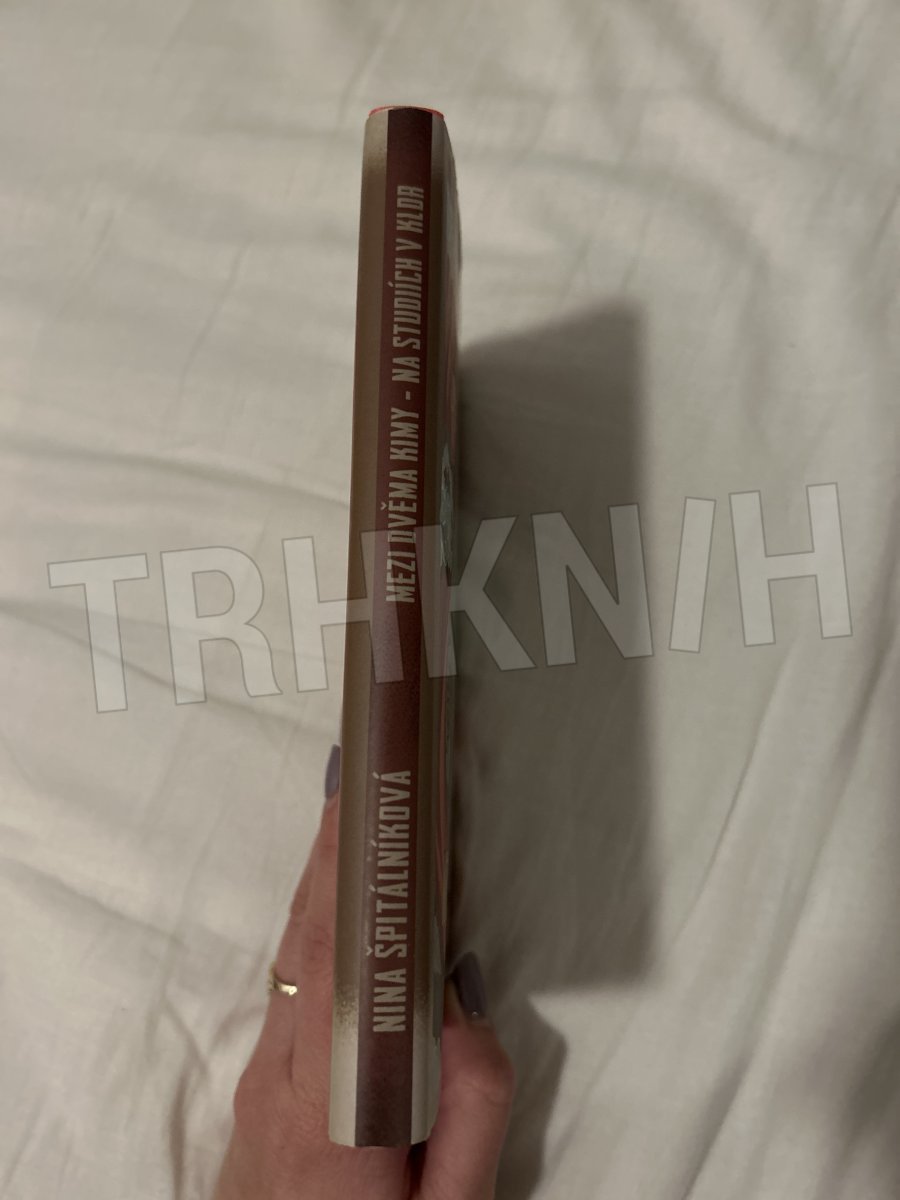 NINA ŠPITÁLNÍKOVÁ
MEZI DVĚMA KIMY - NA STUDIÍCH V KLDR
TRHKNIH